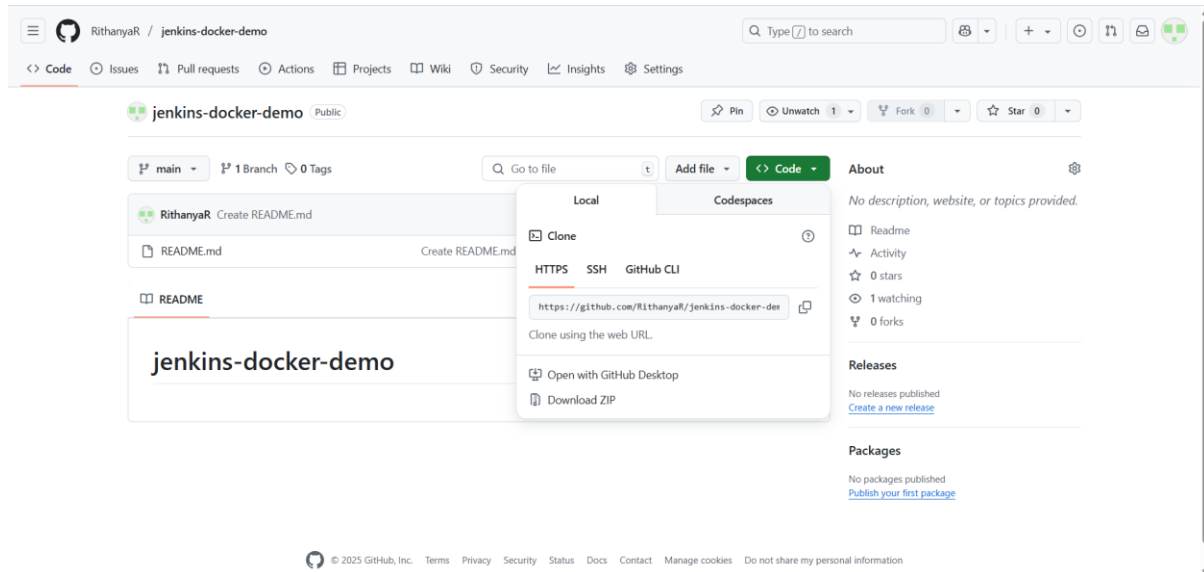 RithanyaR / jenkins-docker-demo
Type / to search
Code Issues Pull requests Actions Projects Wiki Security Insights Settings
jenkins-docker-demo Public
Pin Unwatch 1 Fork 0 Star 0
main 1 Branch 0 Tags
Go to file t Add file Code
RithanyaR Create README.md
README.md Create README.md
README
jenkins-docker-demo
Local Codespaces
Clone
HTTPS SSH GitHub CLI
https://github.com/RithanyaR/jenkins-docker-der
Clone using the web URL.
Open with GitHub Desktop
Download ZIP
About
No description, website, or topics provided.
Readme
Activity
0 stars
1 watching
0 forks
Releases
No releases published
Create a new release
Packages
No packages published
Publish your first package
© 2025 GitHub, Inc. Terms Privacy Security Status Docs Contact Manage cookies Do not share my personal information